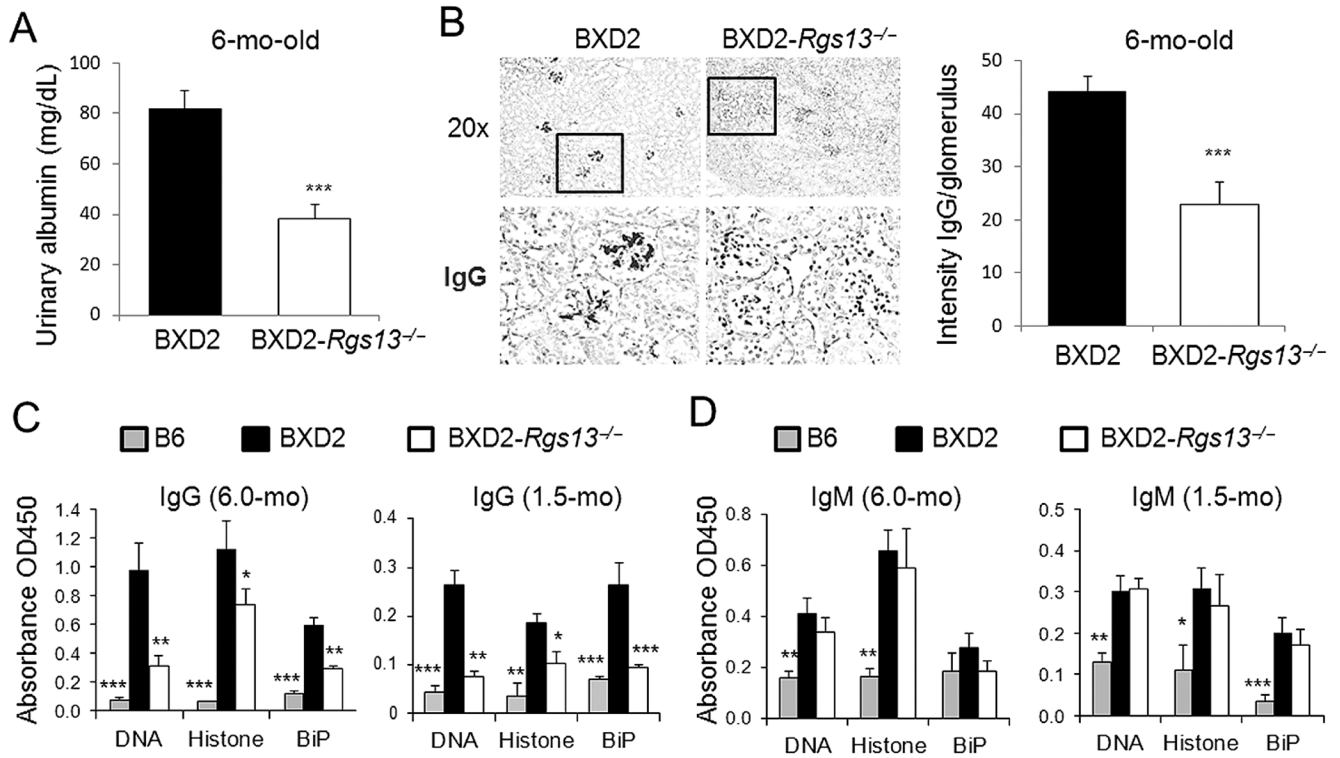 A
6-mo-old
Urinary albumin (mg/dL)
100
80
60
40
20
0
***
BXD2
BXD2-Rgs13–/–
B
BXD2
BXD2-Rgs13–/–
20x
IgG
6-mo-old
Intensity IgG/glomerulus
50
40
30
20
10
0
***
BXD2
BXD2-Rgs13–/–
C
B6
BXD2
BXD2-Rgs13–/–
IgG (6.0-mo)
Absorbance OD450
1.4
1.2
1.0
0.8
0.6
0.4
0.2
0.0
***
**
***
*
***
**
DNA
Histone
BiP
IgG (1.5-mo)
0.4
0.3
0.2
0.1
0
***
**
**
*
***
***
DNA
Histone
BiP
D
B6
BXD2
BXD2-Rgs13–/–
IgM (6.0-mo)
Absorbance OD450
0.8
0.6
0.4
0.2
0.0
**
**
DNA
Histone
BiP
IgM (1.5-mo)
0.5
0.4
0.3
0.2
0.1
0.0
**
*
***
DNA
Histone
BiP